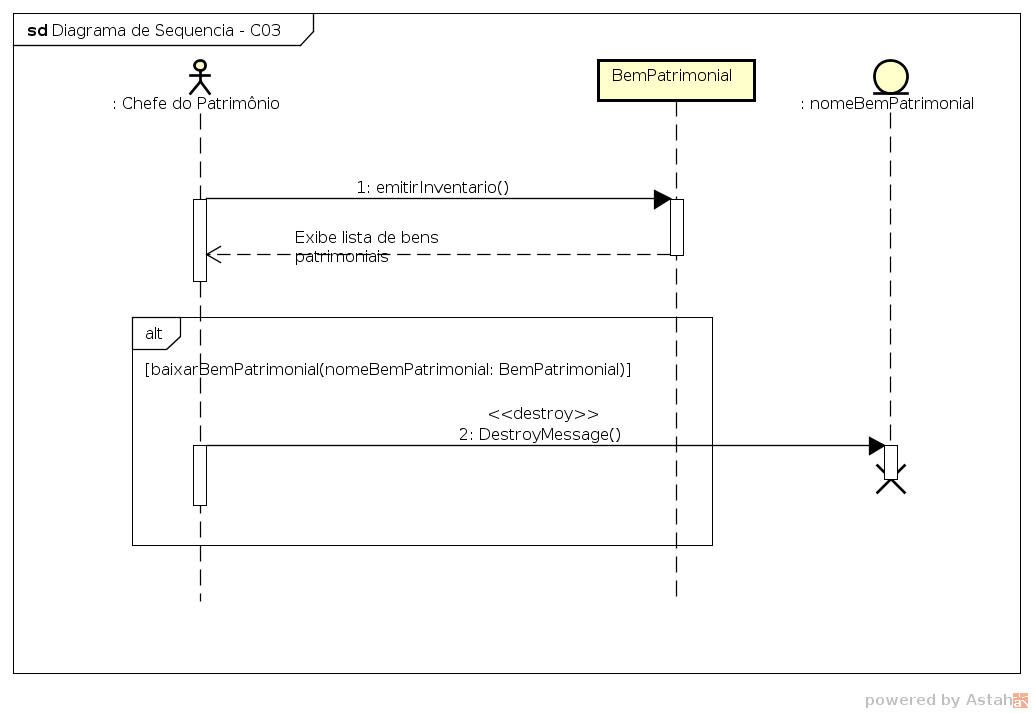 sd Diagrama de Sequencia - C03
BemPatrimonial
: Chefe do Patrimônio
: nomeBemPatrimonial
1: emitirInventario()
Exibe lista de bens
patrimoniais
alt
[baixarBemPatrimonial(nomeBemPatrimonial: BemPatrimonial)]
<<destroy>>
2: DestroyMessage()
powered by Astah